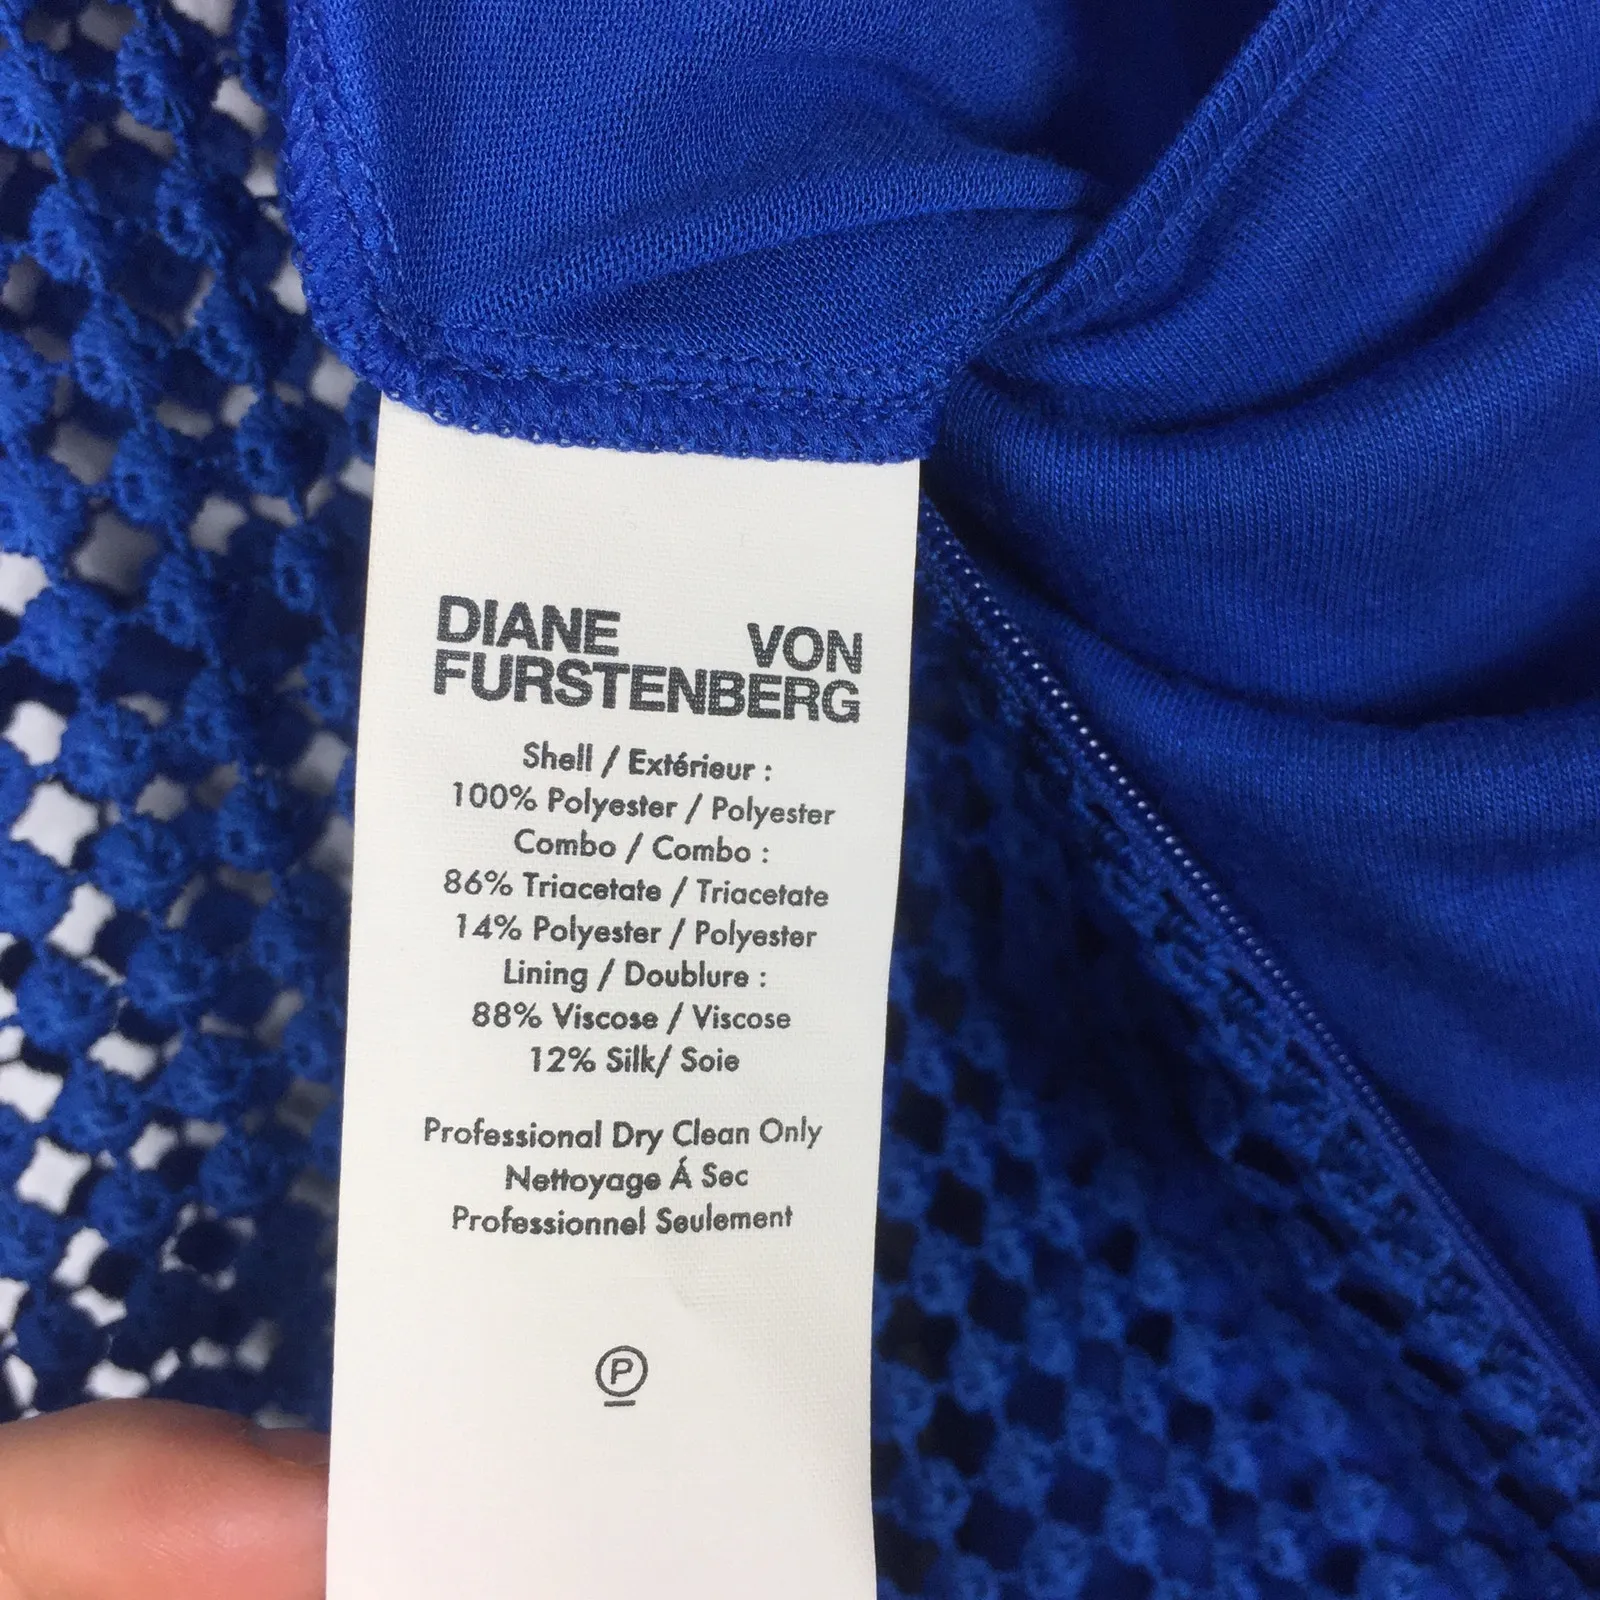 DIANE VON
FURSTENBERG
Shell / Extérieur :
100% Polyester / Polyester
Combo / Combo :
86% Triacetate / Triacetate
14% Polyester / Polyester
Lining / Doublure :
88% Viscose / Viscose
12% Silk/ Soie
Professional Dry Clean Only
Nettoyage Á Sec
Professionnel Seulement
P